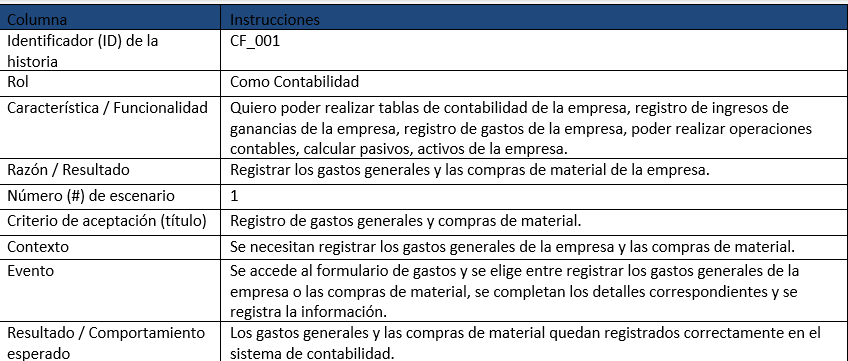 Columna Instrucciones
Identificador (ID) de la CF_001
historia
Rol Como Contabilidad
Característica / Funcionalidad Quiero poder realizar tablas de contabilidad de la empresa, registro de ingresos de
ganancias de la empresa, registro de gastos de la empresa, poder realizar operaciones
contables, calcular pasivos, activos de la empresa.
Razón / Resultado Registrar los gastos generales y las compras de material de la empresa.
Número (#) de escenario 1
Criterio de aceptación (título) Registro de gastos generales y compras de material.
Contexto Se necesitan registrar los gastos generales de la empresa y las compras de material.
Evento Se accede al formulario de gastos y se elige entre registrar los gastos generales de la
empresa o las compras de material, se completan los detalles correspondientes y se
registra la información.
Resultado / Comportamiento Los gastos generales y las compras de material quedan registrados correctamente en el
esperado sistema de contabilidad.